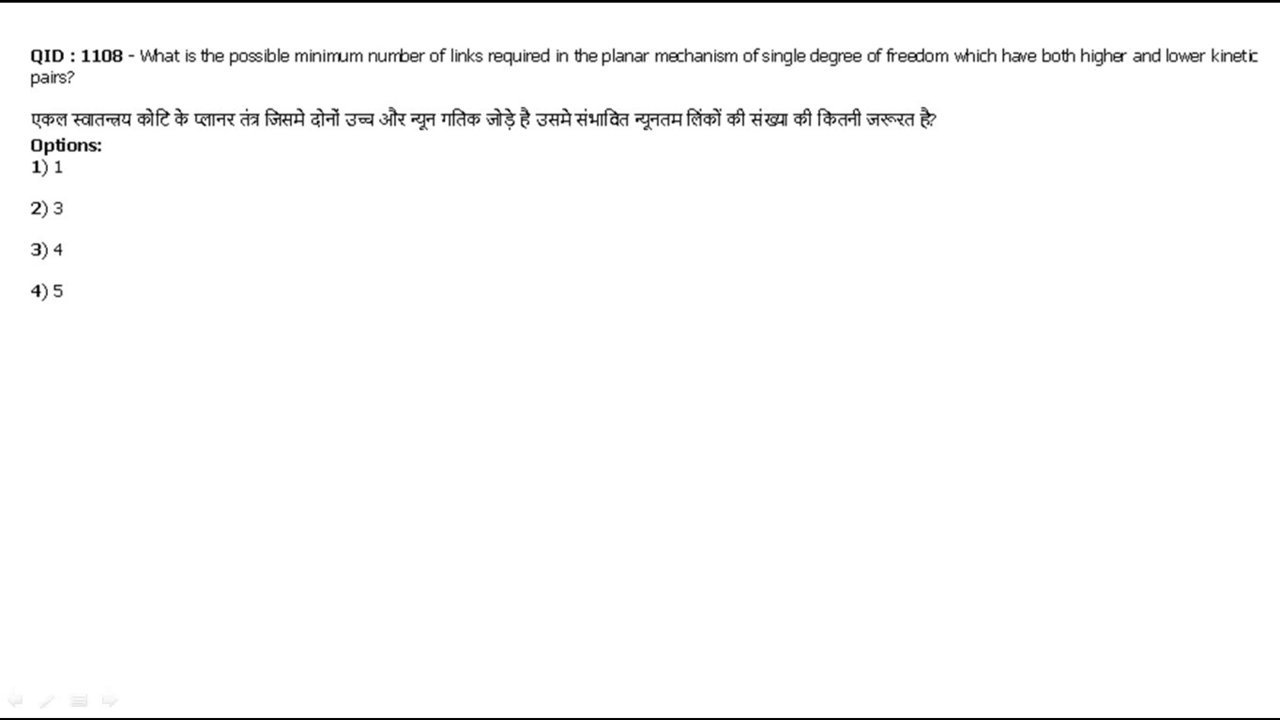 QID : 1108 - What is the possible minimum number of links required in the planar mechanism of single degree of freedom which have both higher and lower kinetic
pairs?
एकल स्वातन्त्रय कोटि के प्लानर तंत्र जिसमे दोनों उच्च और न्यून गतिक जोड़े है उसमे संभावित न्यूनतम लिंकों की संख्या की कितनी जरूरत है?
Options:
1) 1
2) 3
3) 4
4) 5